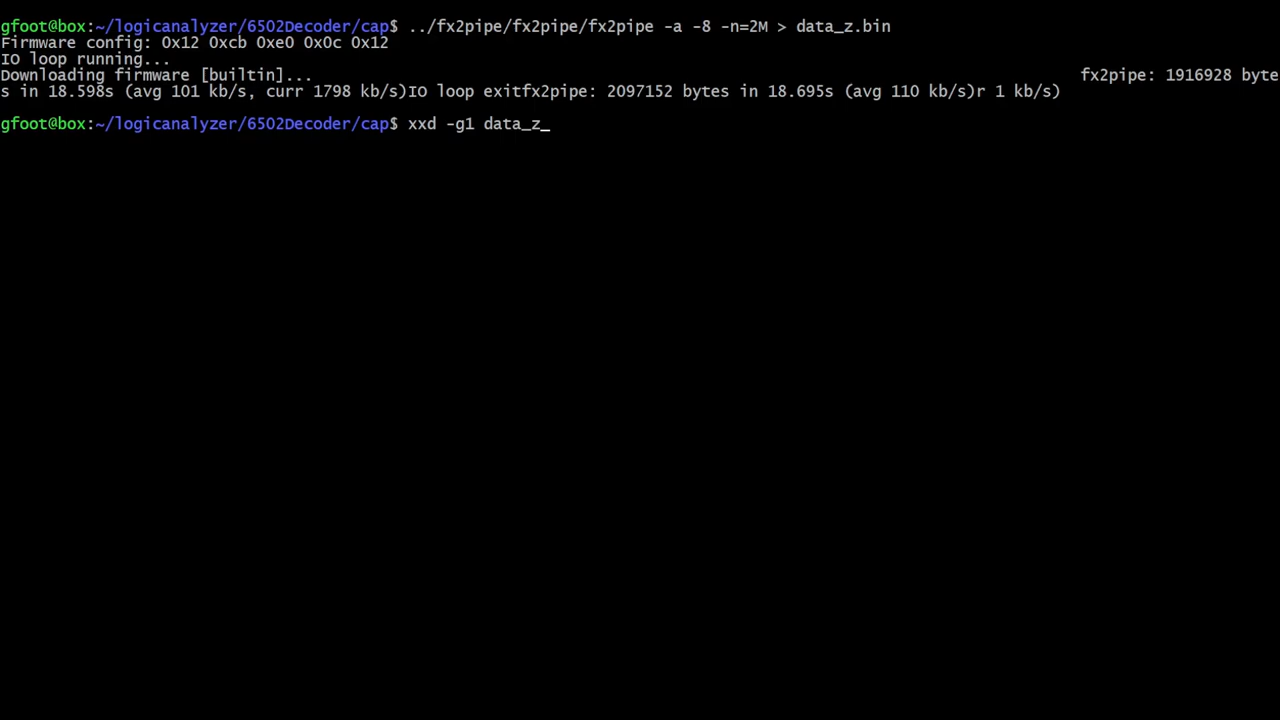 gfoot@box:~/logicanalyzer/6502Decoder/cap$ ../fx2pipe/fx2pipe/fx2pipe -a -8 -n=2M > data_z.bin
Firmware config: 0x12 0xcb 0xe0 0x0c 0x12
IO loop running...
Downloading firmware [builtin]... fx2pipe: 1916928 byte
s in 18.598s (avg 101 kb/s, curr 1798 kb/s)IO loop exitfx2pipe: 2097152 bytes in 18.695s (avg 110 kb/s)r 1 kb/s)
gfoot@box:~/logicanalyzer/6502Decoder/cap$ xxd -g1 data_z_